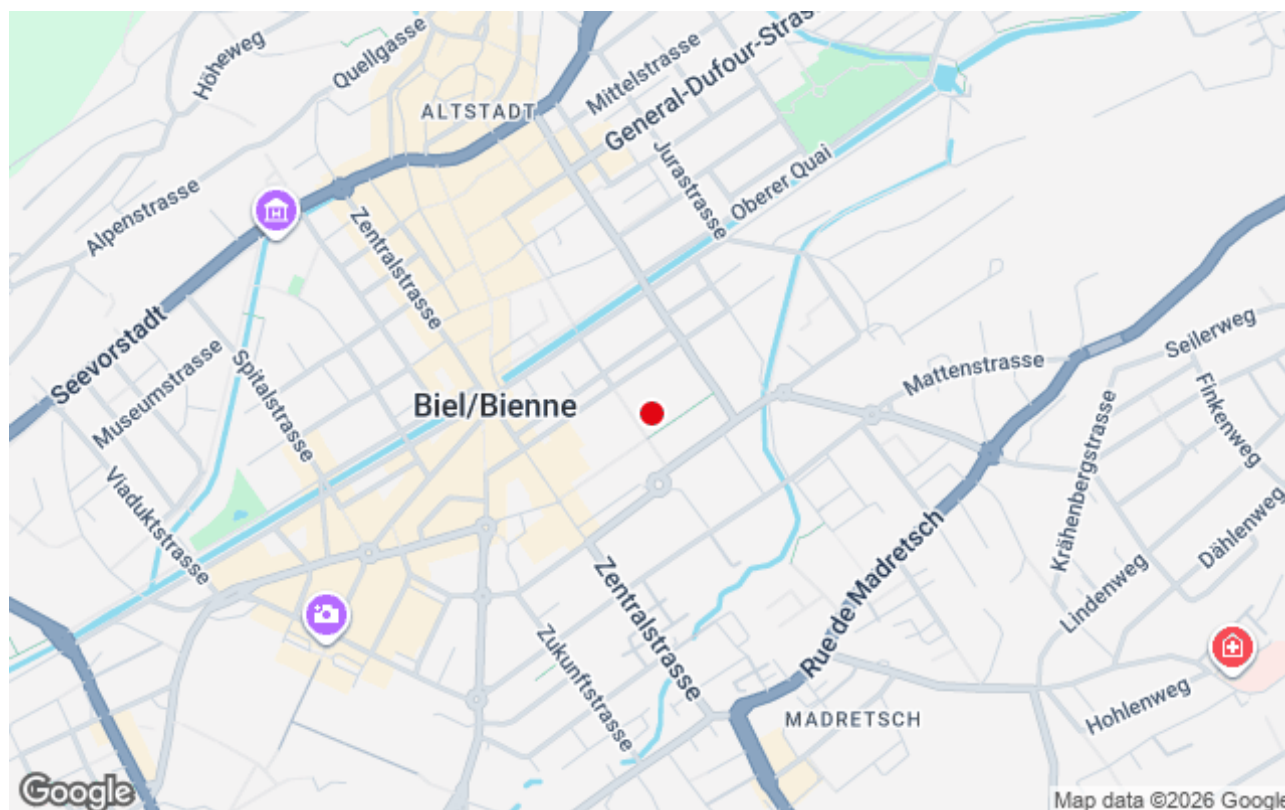 Höheweg
Quellgasse
ALTSTADT
Mittelstrasse
General-Dufour-Stras
Jurastrasse
Oberer Quai
Alpenstrasse
Zentralstrasse
Seevorstadt
Museumstrasse
Spitalstrasse
Viaduktstrasse
Biel/Bienne
Mattenstrasse
Seilerweg
Finkenweg
Krähenbergstrasse
Dählenweg
Lindenweg
Rue de Madretsch
Zentralstrasse
Zukunftstrasse
MADRETSCH
Hohlenweg
Google
Map data ©2026 Google